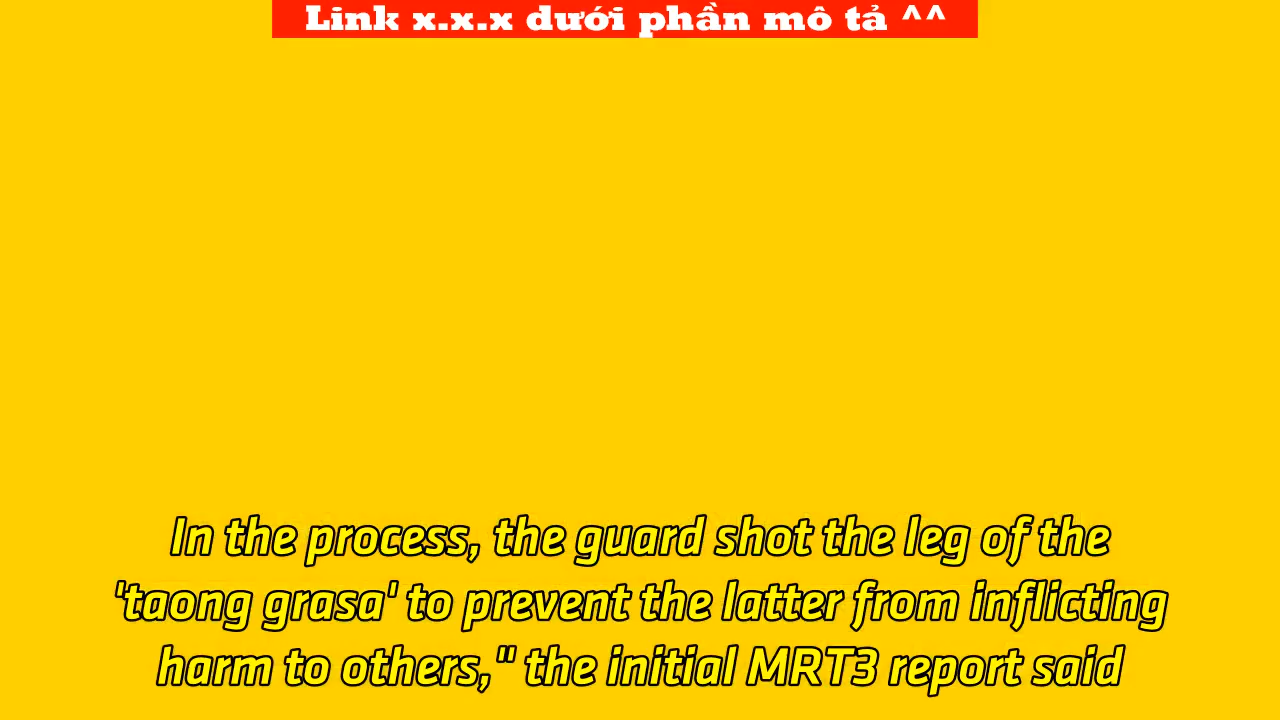 Link x.x.x dưới phần mô tả ^^
In the process, the guard shot the leg of the
'taong grasa' to prevent the latter from inflicting
harm to others," the initial MRT3 report said